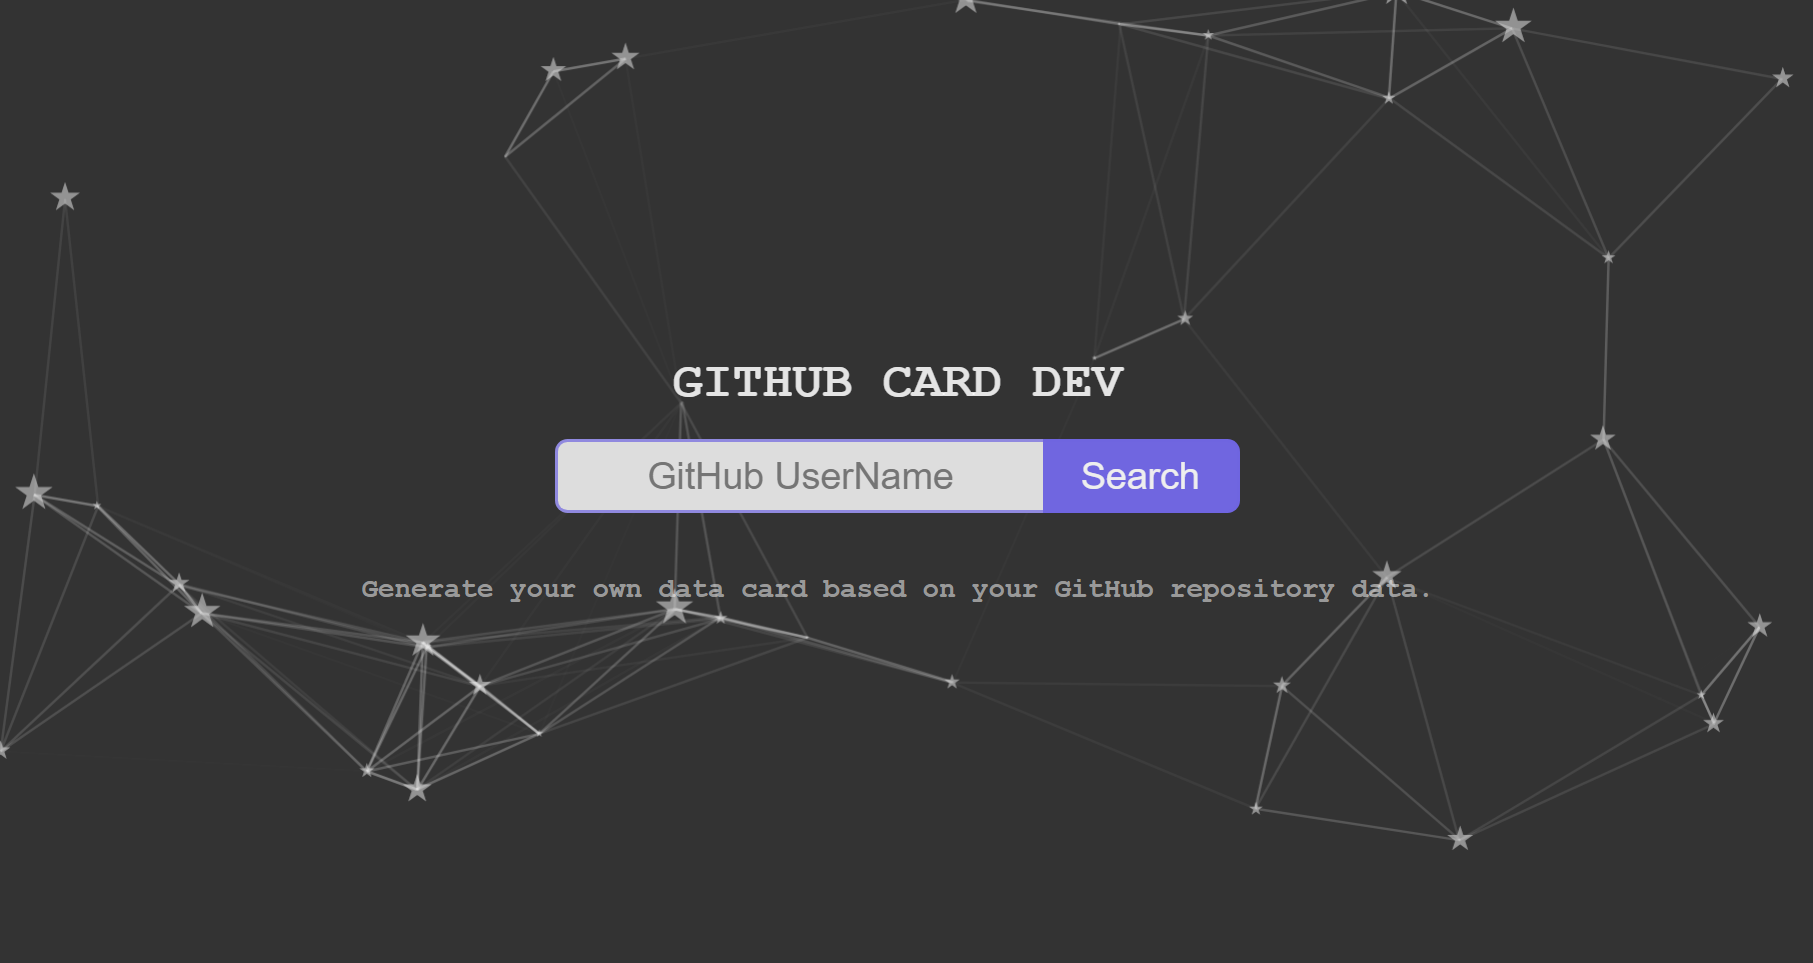 GITHUB CARD DEV
GitHub UserName
Search
Generate your own data card based on your GitHub repository data.